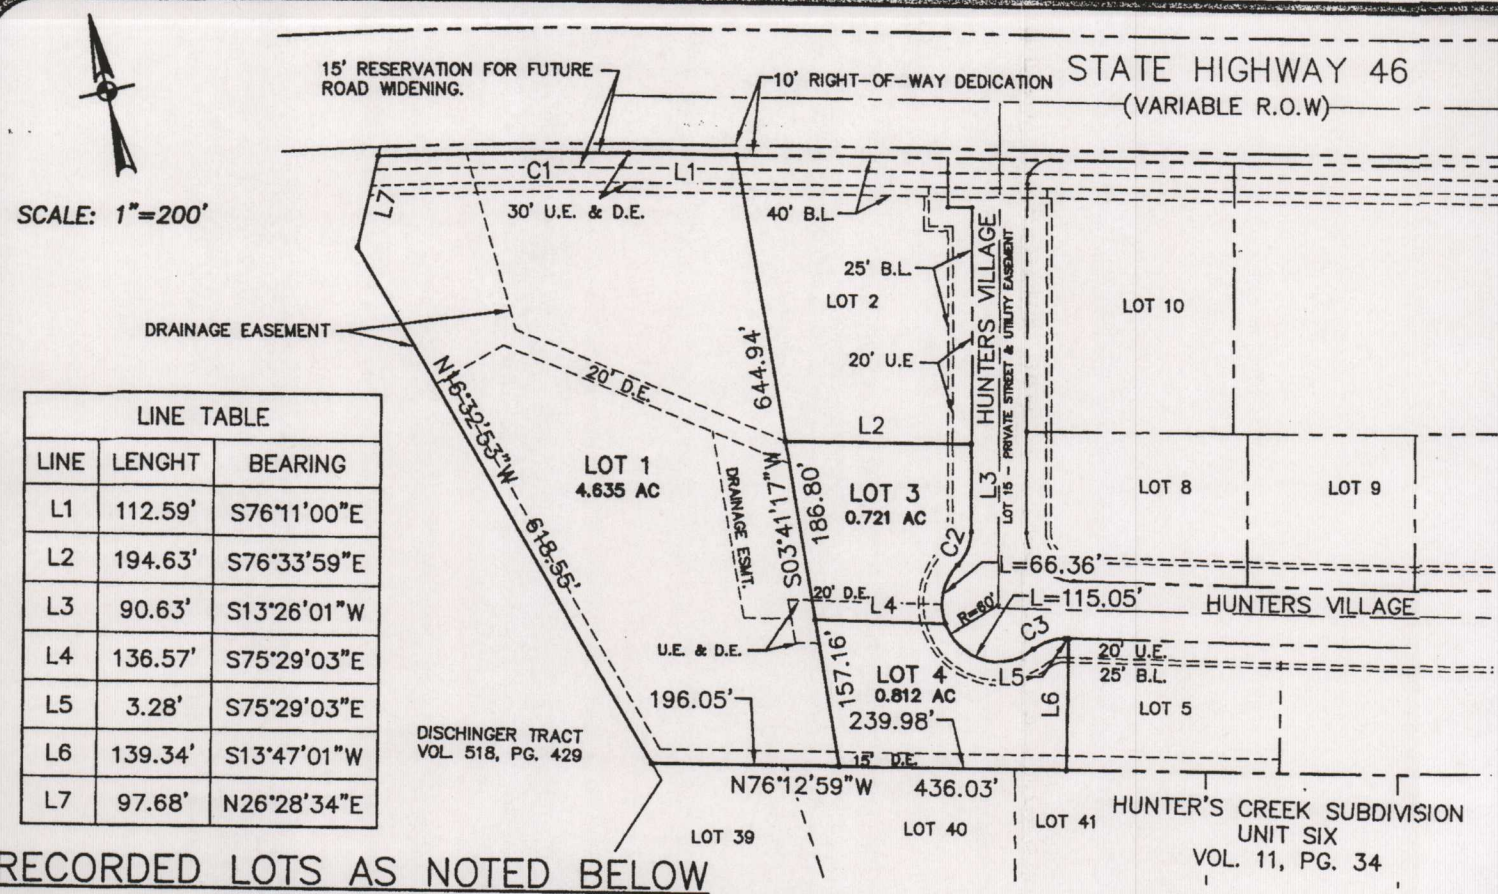 STATE HIGHWAY 46
(VARIABLE R.O.W)
15' RESERVATION FOR FUTURE
ROAD WIDENING.
10' RIGHT-OF-WAY DEDICATION
SCALE: 1"=200'
C1
L1
L7
30' U.E. & D.E.
40' B.L.
25' B.L.
LOT 2
20' U.E
HUNTERS VILLAGE
LOT 15 - PRIVATE STREET & UTILITY EASEMENT
LOT 10
DRAINAGE EASEMENT
20' D.E.
644.94'
L2
N16°32'53"W
618.55'
LOT 1
4.635 AC
DRAINAGE ESMT.
S03°41'17"W
186.80'
LOT 3
0.721 AC
L3
LOT 8
LOT 9
C2
L=66.36'
R=60'
L=115.05'
HUNTERS VILLAGE
20' D.E.
L4
C3
U.E. & D.E.
157.16'
LOT 4
0.812 AC
L5
20' U.E.
25' B.L.
L6
LOT 5
196.05'
239.98'
DISCHINGER TRACT
VOL. 518, PG. 429
15' D.E.
N76°12'59"W 436.03'
LOT 39
LOT 40
LOT 41
HUNTER'S CREEK SUBDIVISION
UNIT SIX
VOL. 11, PG. 34
LINE TABLE
LINE LENGHT BEARING
L1 112.59' S76°11'00"E
L2 194.63' S76°33'59"E
L3 90.63' S13°26'01"W
L4 136.57' S75°29'03"E
L5 3.28' S75°29'03"E
L6 139.34' S13°47'01"W
L7 97.68' N26°28'34"E
RECORDED LOTS AS NOTED BELOW